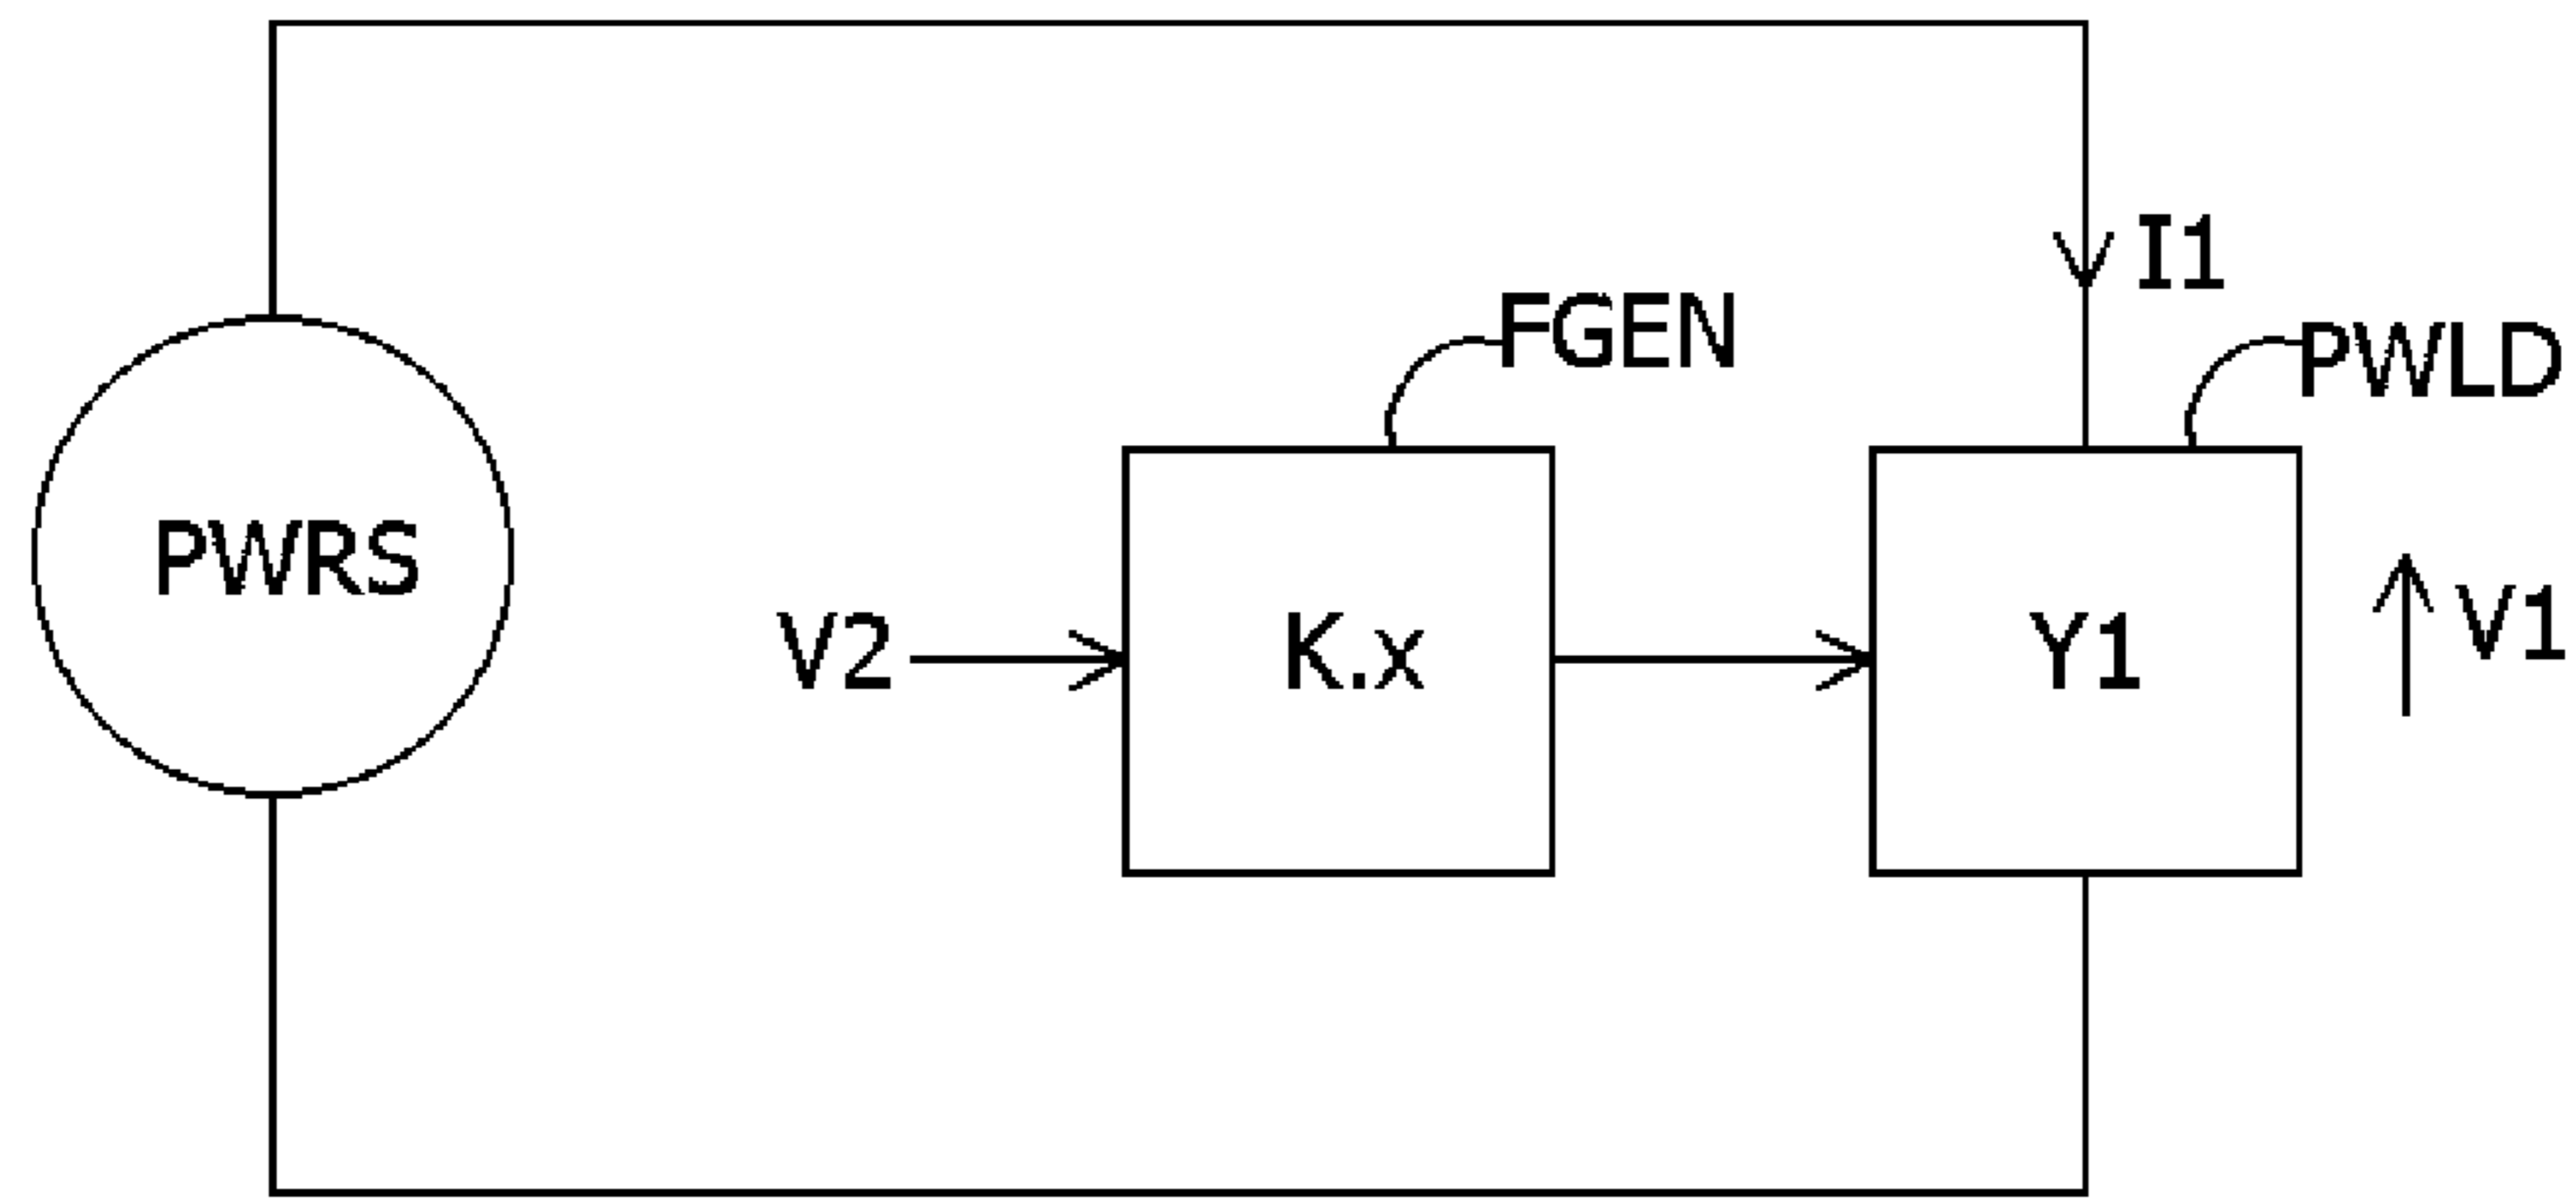 I1
FGEN
PWLD
PWRS
V2
K.x
Y1
V1